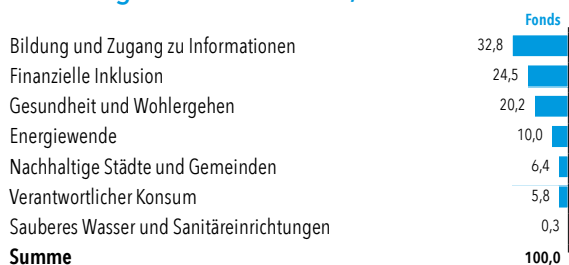 Fonds
Bildung und Zugang zu Informationen 32,8
Finanzielle Inklusion 24,5
Gesundheit und Wohlergehen 20,2
Energiewende 10,0
Nachhaltige Städte und Gemeinden 6,4
Verantwortlicher Konsum 5,8
Sauberes Wasser und Sanitäreinrichtungen 0,3
Summe 100,0